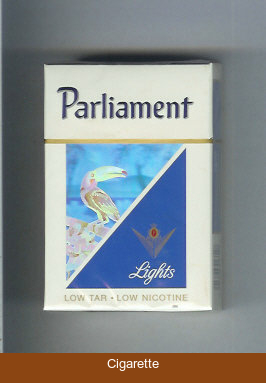 Parliament
Lights
LOW TAR • LOW NICOTINE
Cigarette